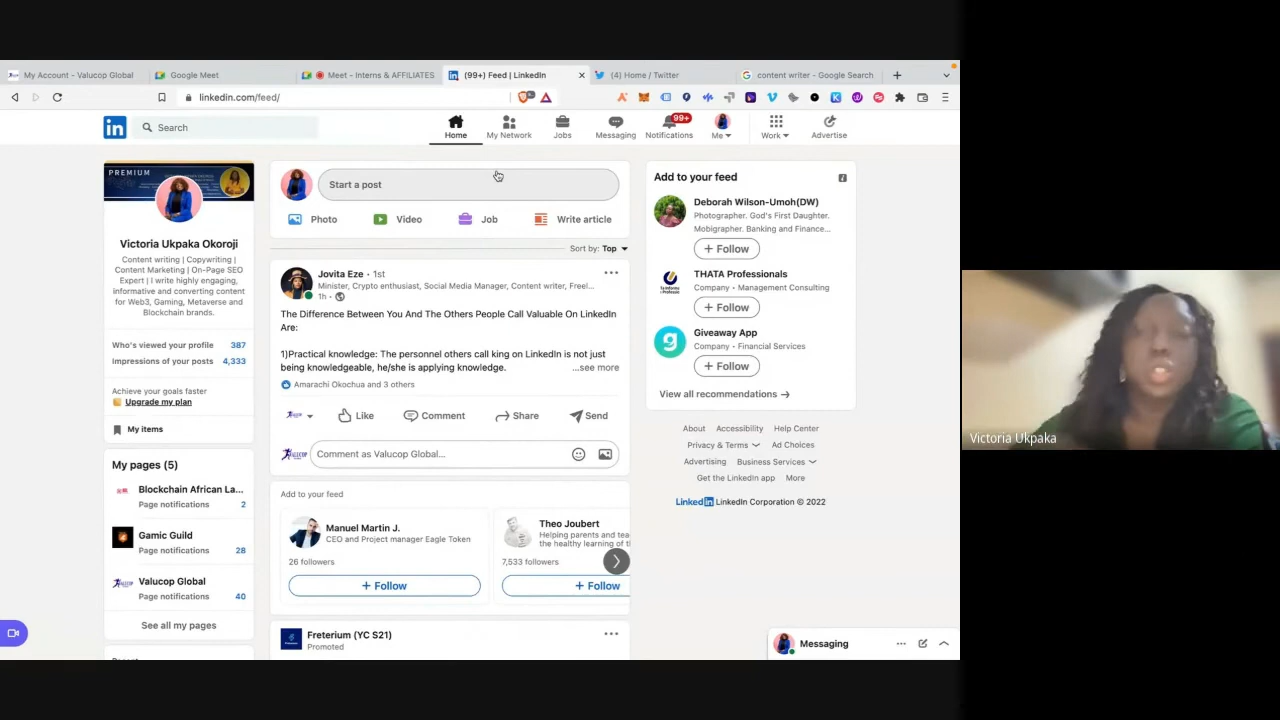 My Account - Valucop Global
Google Meet
Meet - Interns & AFFILIATES
(99+) Feed | LinkedIn
(4) Home / Twitter
content writer - Google Search
linkedin.com/feed/
in
Search
Home
My Network
Jobs
Messaging
99+
Notifications
Me
Work
Advertise
PREMIUM
Victoria Ukpaka Okoroji
Content writing | Copywriting |
Content Marketing | On-Page SEO
Expert | I write highly engaging,
informative and converting content
for Web3, Gaming, Metaverse and
Blockchain brands.
Who's viewed your profile 387
Impressions of your posts 4,333
Achieve your goals faster
Upgrade my plan
My items
My pages (5)
Blockchain African La...
Page notifications 2
Gamic Guild
Page notifications 28
Valucop Global
Page notifications 40
See all my pages
Start a post
Photo
Video
Job
Write article
Sort by: Top
Jovita Eze • 1st
Minister, Crypto enthusiast, Social Media Manager, Content writer, Freel...
1h •
The Difference Between You And The Others People Call Valuable On LinkedIn
Are:
1)Practical knowledge: The personnel others call king on LinkedIn is not just
being knowledgeable, he/she is applying knowledge. ...see more
Amarachi Okochua and 3 others
Like
Comment
Share
Send
Comment as Valucop Global...
Add to your feed
Manuel Martin J.
CEO and Project manager Eagle Token
26 followers
+ Follow
Theo Joubert
Helping parents and tea
the healthy learning of t
7,533 followers
+ Follow
Freterium (YC S21)
Promoted
Add to your feed
Deborah Wilson-Umoh(DW)
Photographer. God's First Daughter.
Mobigrapher. Banking and Finance...
+ Follow
THATA Professionals
Company • Management Consulting
+ Follow
Giveaway App
Company • Financial Services
+ Follow
View all recommendations →
About Accessibility Help Center
Privacy & Terms Ad Choices
Advertising Business Services
Get the LinkedIn app More
LinkedIn LinkedIn Corporation © 2022
Messaging
Victoria Ukpaka